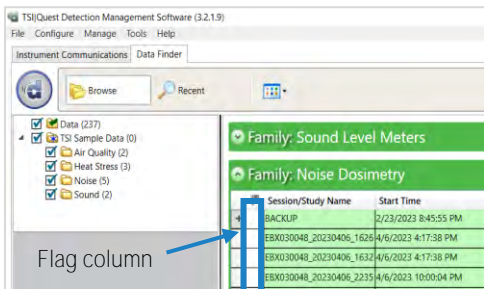 TSI|Quest Detection Management Software (3.2.1.9)
File Configure Manage Tools Help
Instrument Communications Data Finder
Browse Recent
Data (237)
TSI Sample Data (0)
Air Quality (2)
Heat Stress (3)
Noise (5)
Sound (2)
Family: Sound Level Meters
Family: Noise Dosimetry
Session/Study Name Start Time
BACKUP 2/23/2023 8:45:55 PM
EBX030048_20230406_1626 4/6/2023 4:17:38 PM
EBX030048_20230406_1632 4/6/2023 4:17:38 PM
EBX030048_20230406_2235 4/6/2023 10:00:04 PM
Flag column